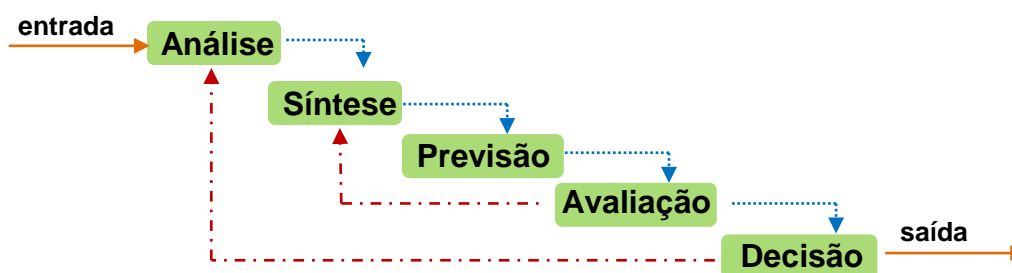 entrada
Análise
Síntese
Previsão
Avaliação
saída
Decisão